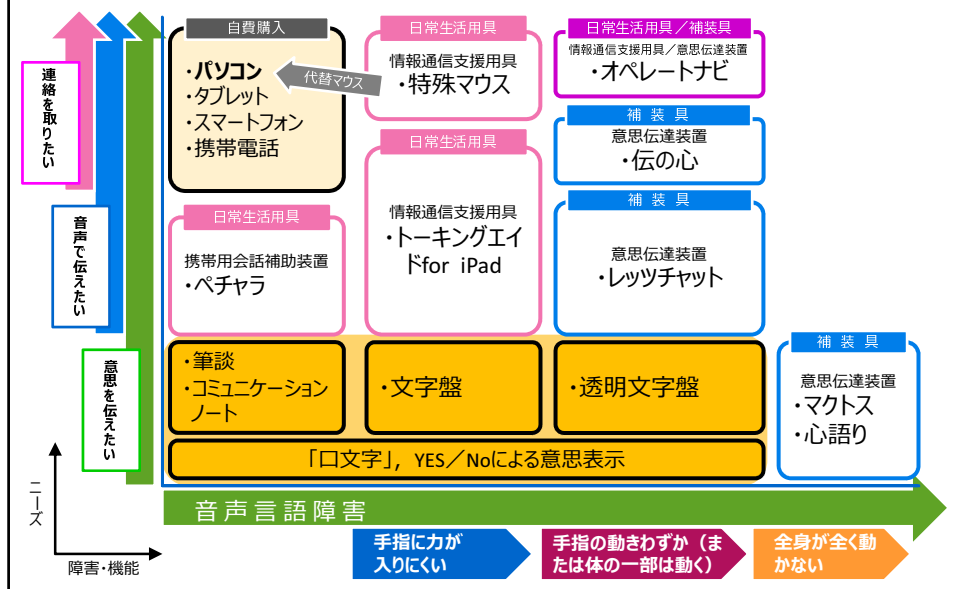 連絡を取りたい
音声で伝えたい
意思を伝えたい
ニーズ
障害・機能
自費購入
・パソコン
・タブレット
・スマートフォン
・携帯電話
代替マウス
日常生活用具
情報通信支援用具
・特殊マウス
日常生活用具／補装具
情報通信支援用具／意思伝達装置
・オペレートナビ
補装具
意思伝達装置
・伝の心
日常生活用具
携帯用会話補助装置
・ペチャラ
日常生活用具
情報通信支援用具
・トーキングエイ
ドfor iPad
補装具
意思伝達装置
・レッツチャット
・筆談
・コミュニケーション
ノート
・文字盤
・透明文字盤
「口文字」，YES／Noによる意思表示
補装具
意思伝達装置
・マクトス
・心語り
音声言語障害
手指に力が
入りにくい
手指の動きわずか（ま
たは体の一部は動く）
全身が全く動
かない